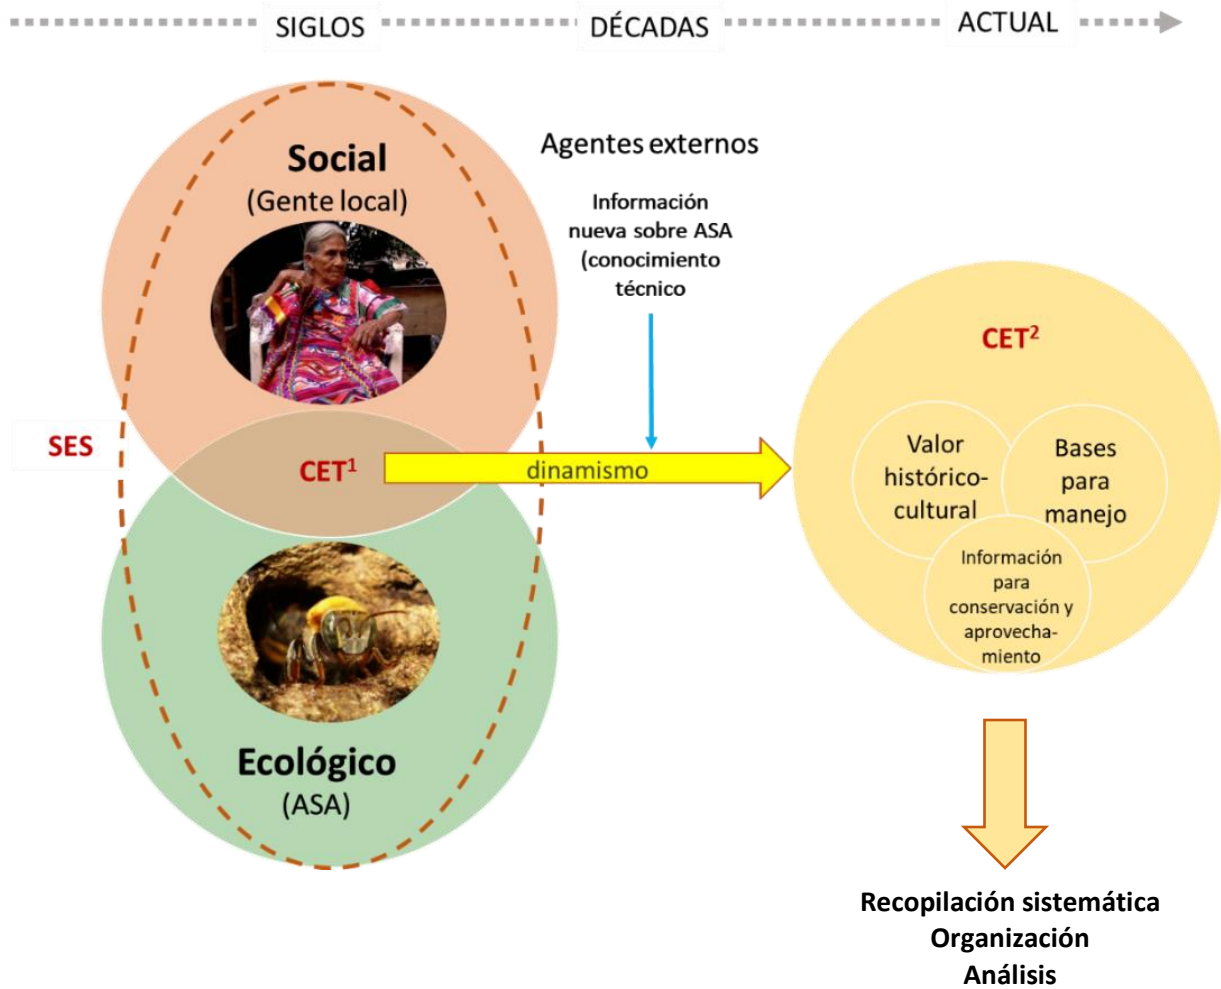 SIGLOS
DÉCADAS
ACTUAL
Social
(Gente local)
Agentes externos
Información
nueva sobre ASA
(conocimiento
técnico
SES
CET¹
dinamismo
CET²
Valor
histórico-
cultural
Bases
para
manejo
Información
para
conservación y
aprovecha-
miento
Ecológico
(ASA)
Recopilación sistemática
Organización
Análisis